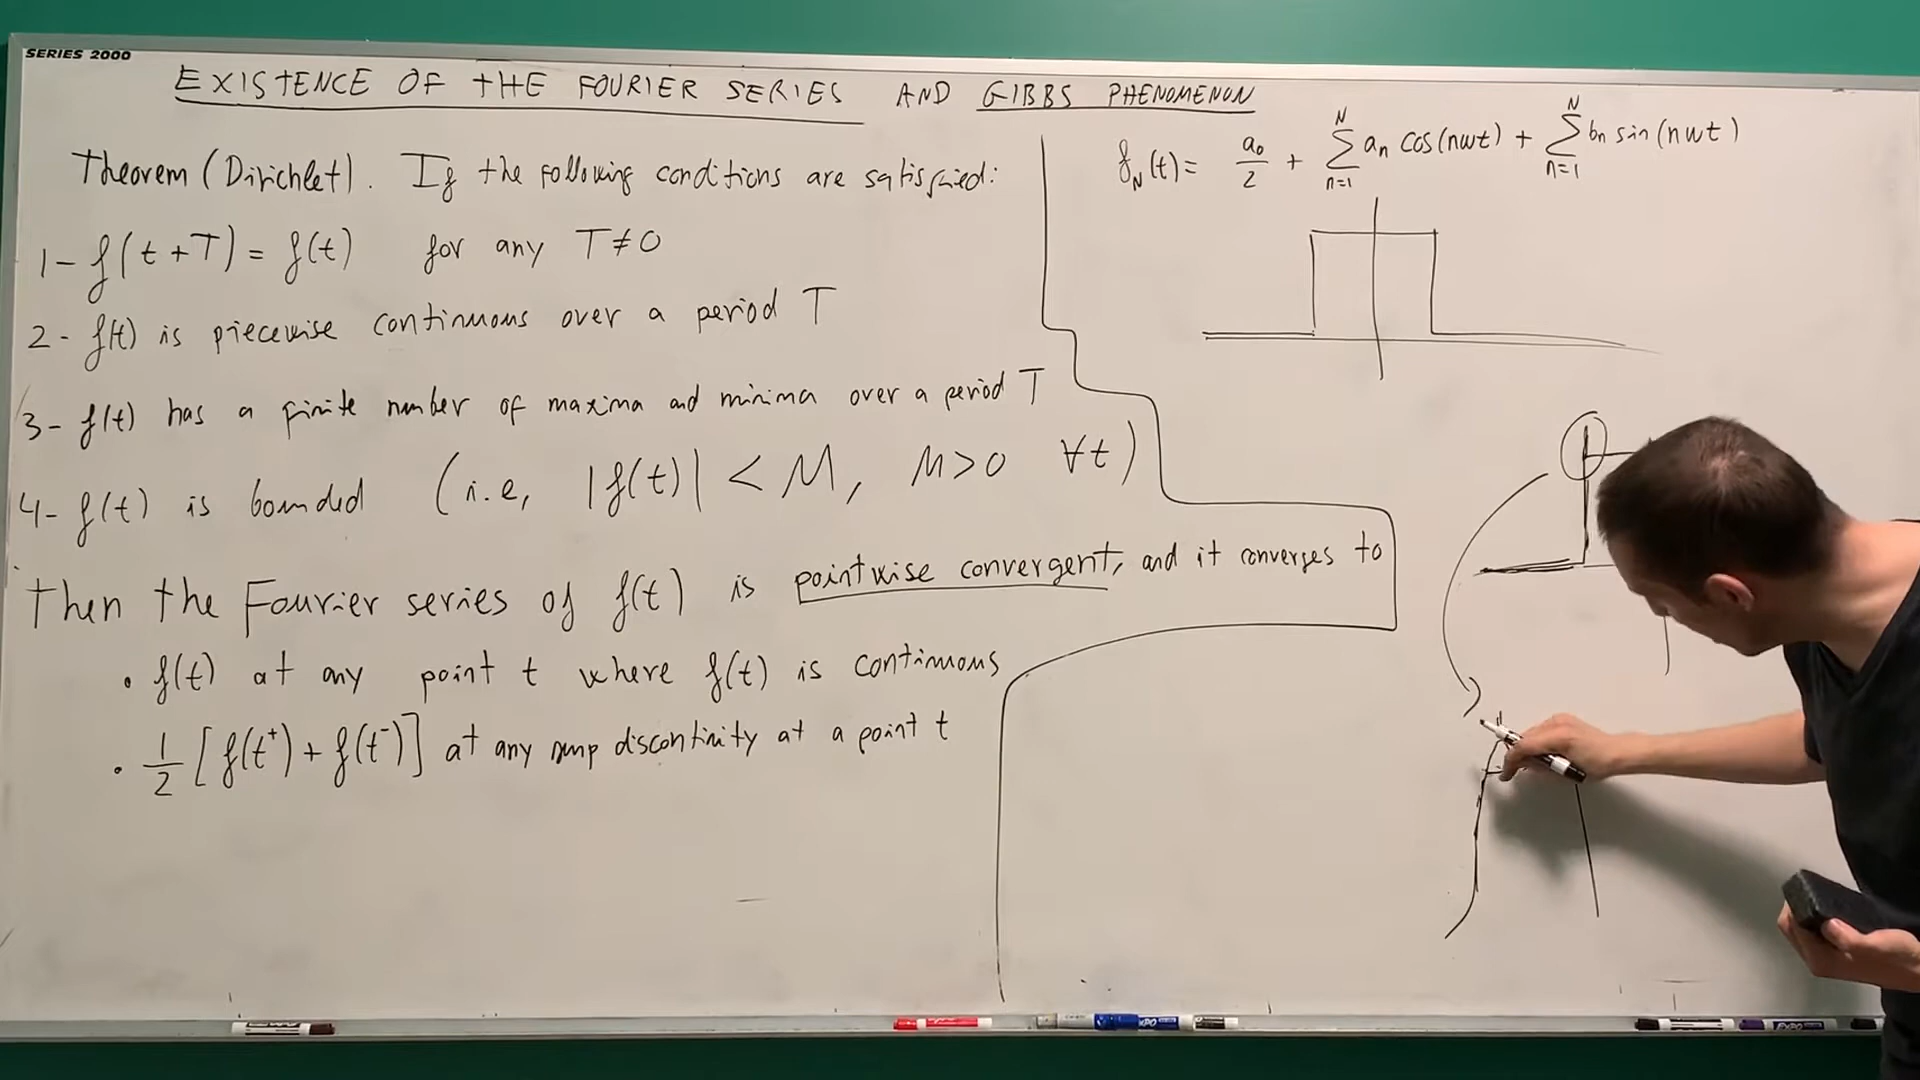 SERIES 2000
EXISTENCE OF THE FOURIER SERIES AND GIBBS PHENOMENON
Theorem (Dirichlet). If the following conditions are satisfied:
1- f(t+T) = f(t) for any T≠0
2- f(t) is piecewise continuous over a period T
3- f(t) has a finite number of maxima and minima over a period T
4- f(t) is bounded (i.e, |f(t)| < M, M>0 ∀t)
Then the Fourier series of f(t) is pointwise convergent, and it converges to
• f(t) at any point t where f(t) is continuous
• 1/2 [f(t⁺) + f(t⁻)] at any jump discontinity at a point t
f_N(t) = a₀/2 + Σ_{n=1}^{N} aₙ cos(nωt) + Σ_{n=1}^{N} bₙ sin(nωt)
EXPO
EXPO